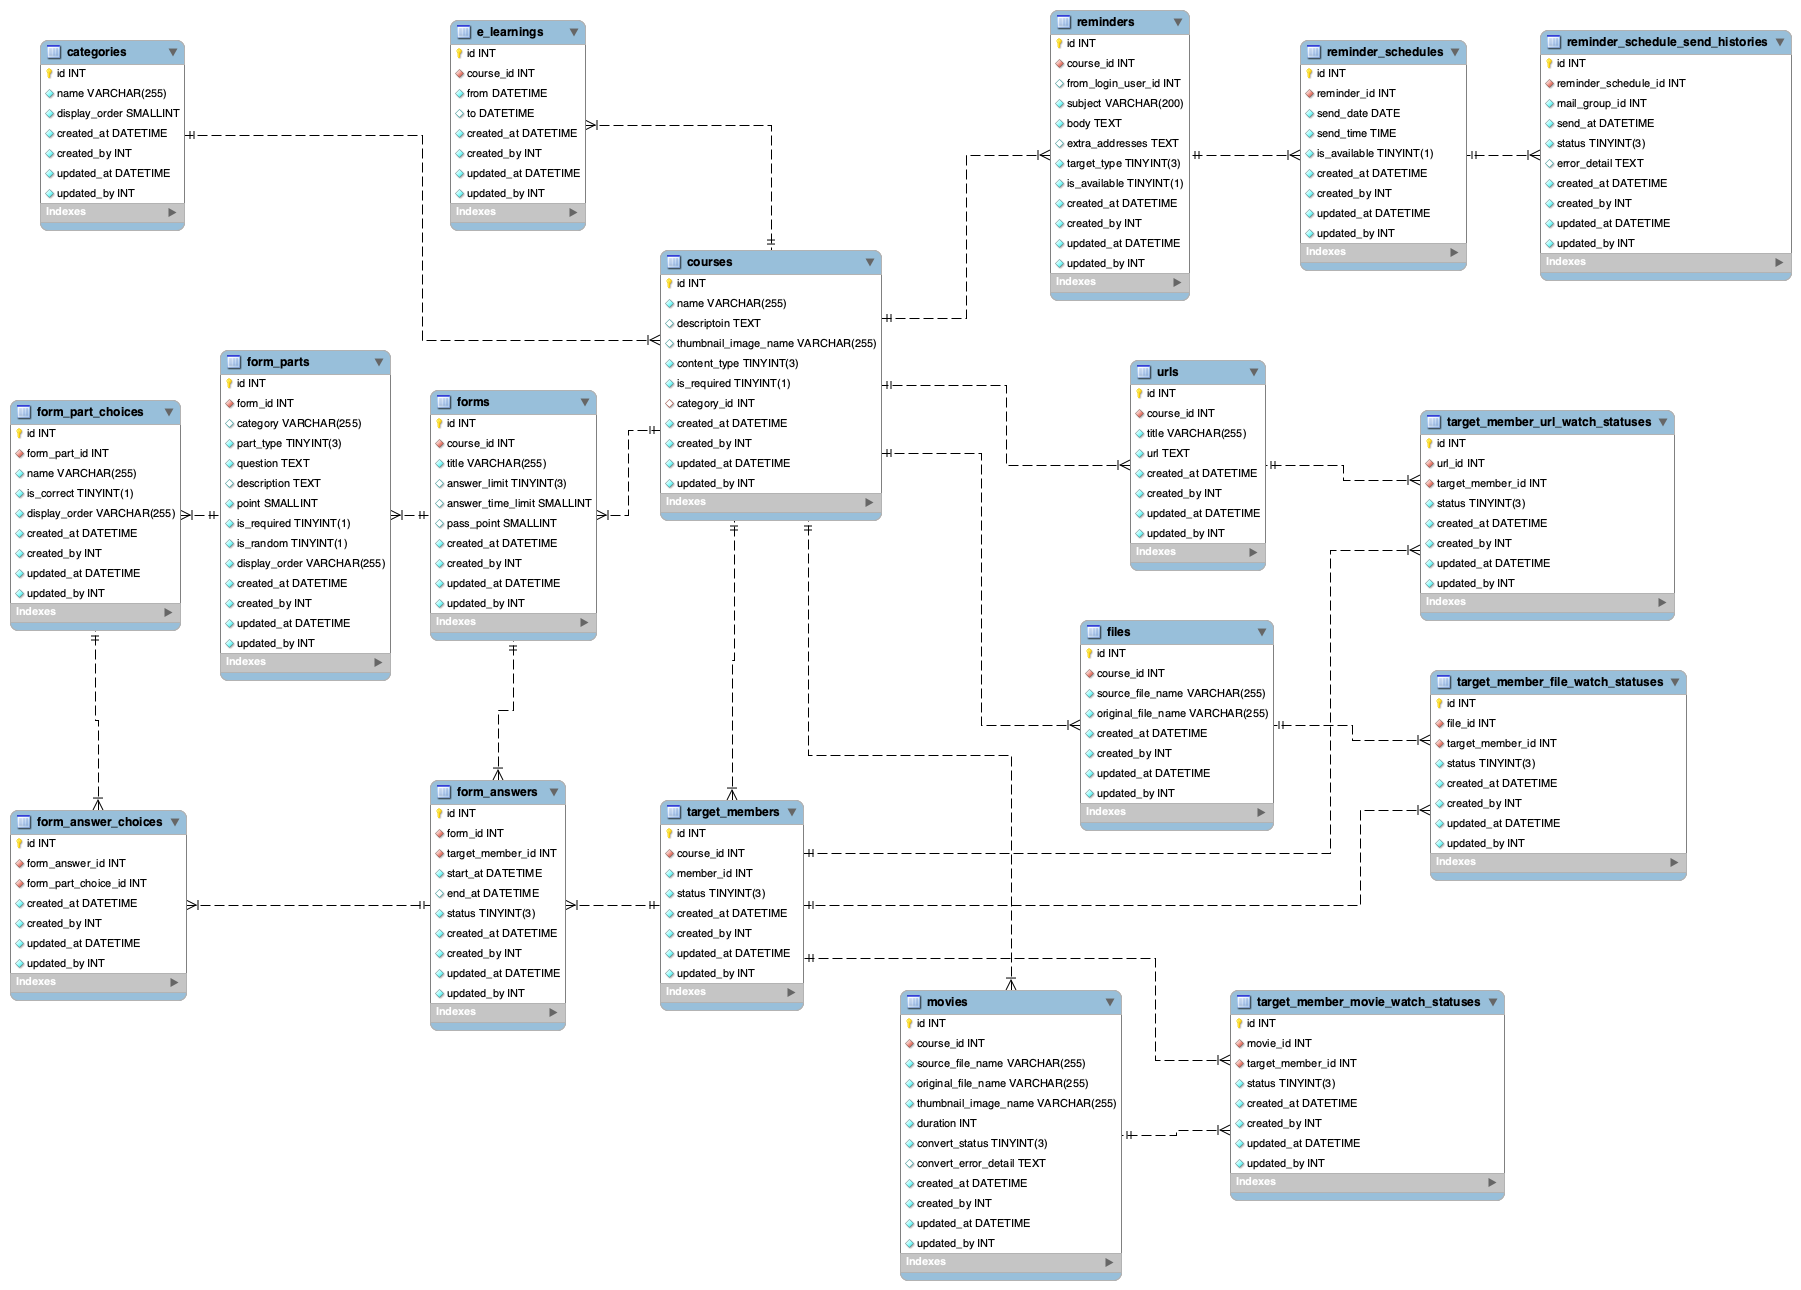 categories
id INT
name VARCHAR(255)
display_order SMALLINT
created_at DATETIME
created_by INT
updated_at DATETIME
updated_by INT
Indexes
e_learnings
id INT
course_id INT
from DATETIME
to DATETIME
created_at DATETIME
created_by INT
updated_at DATETIME
updated_by INT
Indexes
reminders
id INT
course_id INT
from_login_user_id INT
subject VARCHAR(200)
body TEXT
extra_addresses TEXT
target_type TINYINT(3)
is_available TINYINT(1)
created_at DATETIME
created_by INT
updated_at DATETIME
updated_by INT
Indexes
reminder_schedules
id INT
reminder_id INT
send_date DATE
send_time TIME
is_available TINYINT(1)
created_at DATETIME
created_by INT
updated_at DATETIME
updated_by INT
Indexes
reminder_schedule_send_histories
id INT
reminder_schedule_id INT
mail_group_id INT
send_at DATETIME
status TINYINT(3)
error_detail TEXT
created_at DATETIME
created_by INT
updated_at DATETIME
updated_by INT
Indexes
courses
id INT
name VARCHAR(255)
descriptoin TEXT
thumbnail_image_name VARCHAR(255)
content_type TINYINT(3)
is_required TINYINT(1)
category_id INT
created_at DATETIME
created_by INT
updated_at DATETIME
updated_by INT
Indexes
form_part_choices
id INT
form_part_id INT
name VARCHAR(255)
is_correct TINYINT(1)
display_order VARCHAR(255)
created_at DATETIME
created_by INT
updated_at DATETIME
updated_by INT
Indexes
form_parts
id INT
form_id INT
category VARCHAR(255)
part_type TINYINT(3)
question TEXT
description TEXT
point SMALLINT
is_required TINYINT(1)
is_random TINYINT(1)
display_order VARCHAR(255)
created_at DATETIME
created_by INT
updated_at DATETIME
updated_by INT
Indexes
forms
id INT
course_id INT
title VARCHAR(255)
answer_limit TINYINT(3)
answer_time_limit SMALLINT
pass_point SMALLINT
created_at DATETIME
created_by INT
updated_at DATETIME
updated_by INT
Indexes
urls
id INT
course_id INT
title VARCHAR(255)
url TEXT
created_at DATETIME
created_by INT
updated_at DATETIME
updated_by INT
Indexes
target_member_url_watch_statuses
id INT
url_id INT
target_member_id INT
status TINYINT(3)
created_at DATETIME
created_by INT
updated_at DATETIME
updated_by INT
Indexes
files
id INT
course_id INT
source_file_name VARCHAR(255)
original_file_name VARCHAR(255)
created_at DATETIME
created_by INT
updated_at DATETIME
updated_by INT
Indexes
target_member_file_watch_statuses
id INT
file_id INT
target_member_id INT
status TINYINT(3)
created_at DATETIME
created_by INT
updated_at DATETIME
updated_by INT
Indexes
form_answer_choices
id INT
form_answer_id INT
form_part_choice_id INT
created_at DATETIME
created_by INT
updated_at DATETIME
updated_by INT
Indexes
form_answers
id INT
form_id INT
target_member_id INT
start_at DATETIME
end_at DATETIME
status TINYINT(3)
created_at DATETIME
created_by INT
updated_at DATETIME
updated_by INT
Indexes
target_members
id INT
course_id INT
member_id INT
status TINYINT(3)
created_at DATETIME
created_by INT
updated_at DATETIME
updated_by INT
Indexes
movies
id INT
course_id INT
source_file_name VARCHAR(255)
original_file_name VARCHAR(255)
thumbnail_image_name VARCHAR(255)
duration INT
convert_status TINYINT(3)
convert_error_detail TEXT
created_at DATETIME
created_by INT
updated_at DATETIME
updated_by INT
Indexes
target_member_movie_watch_statuses
id INT
movie_id INT
target_member_id INT
status TINYINT(3)
created_at DATETIME
created_by INT
updated_at DATETIME
updated_by INT
Indexes